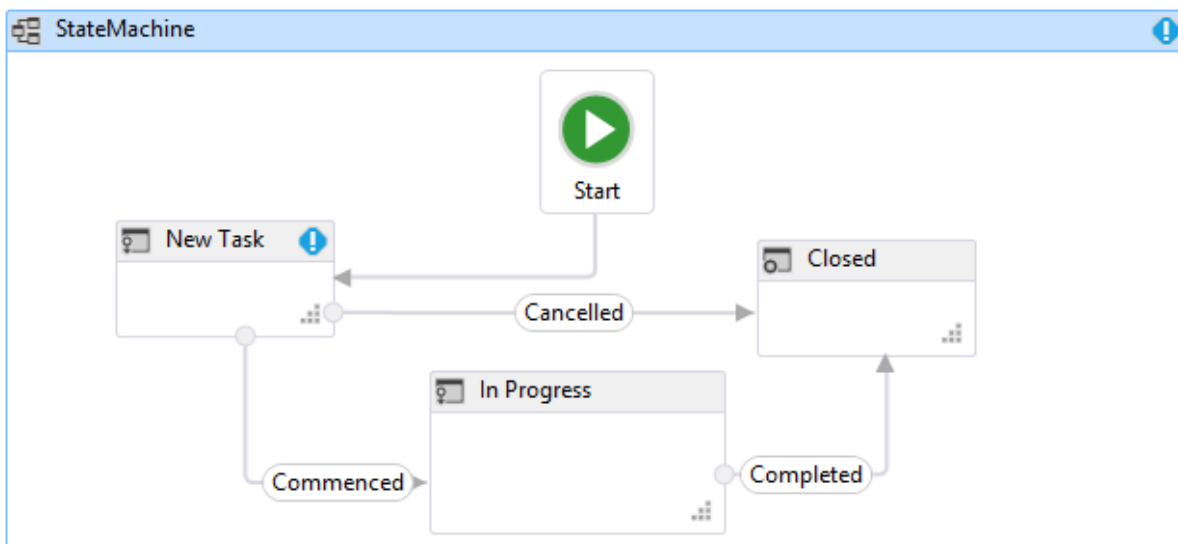 StateMachine
Start
New Task
Closed
Cancelled
In Progress
Commenced
Completed